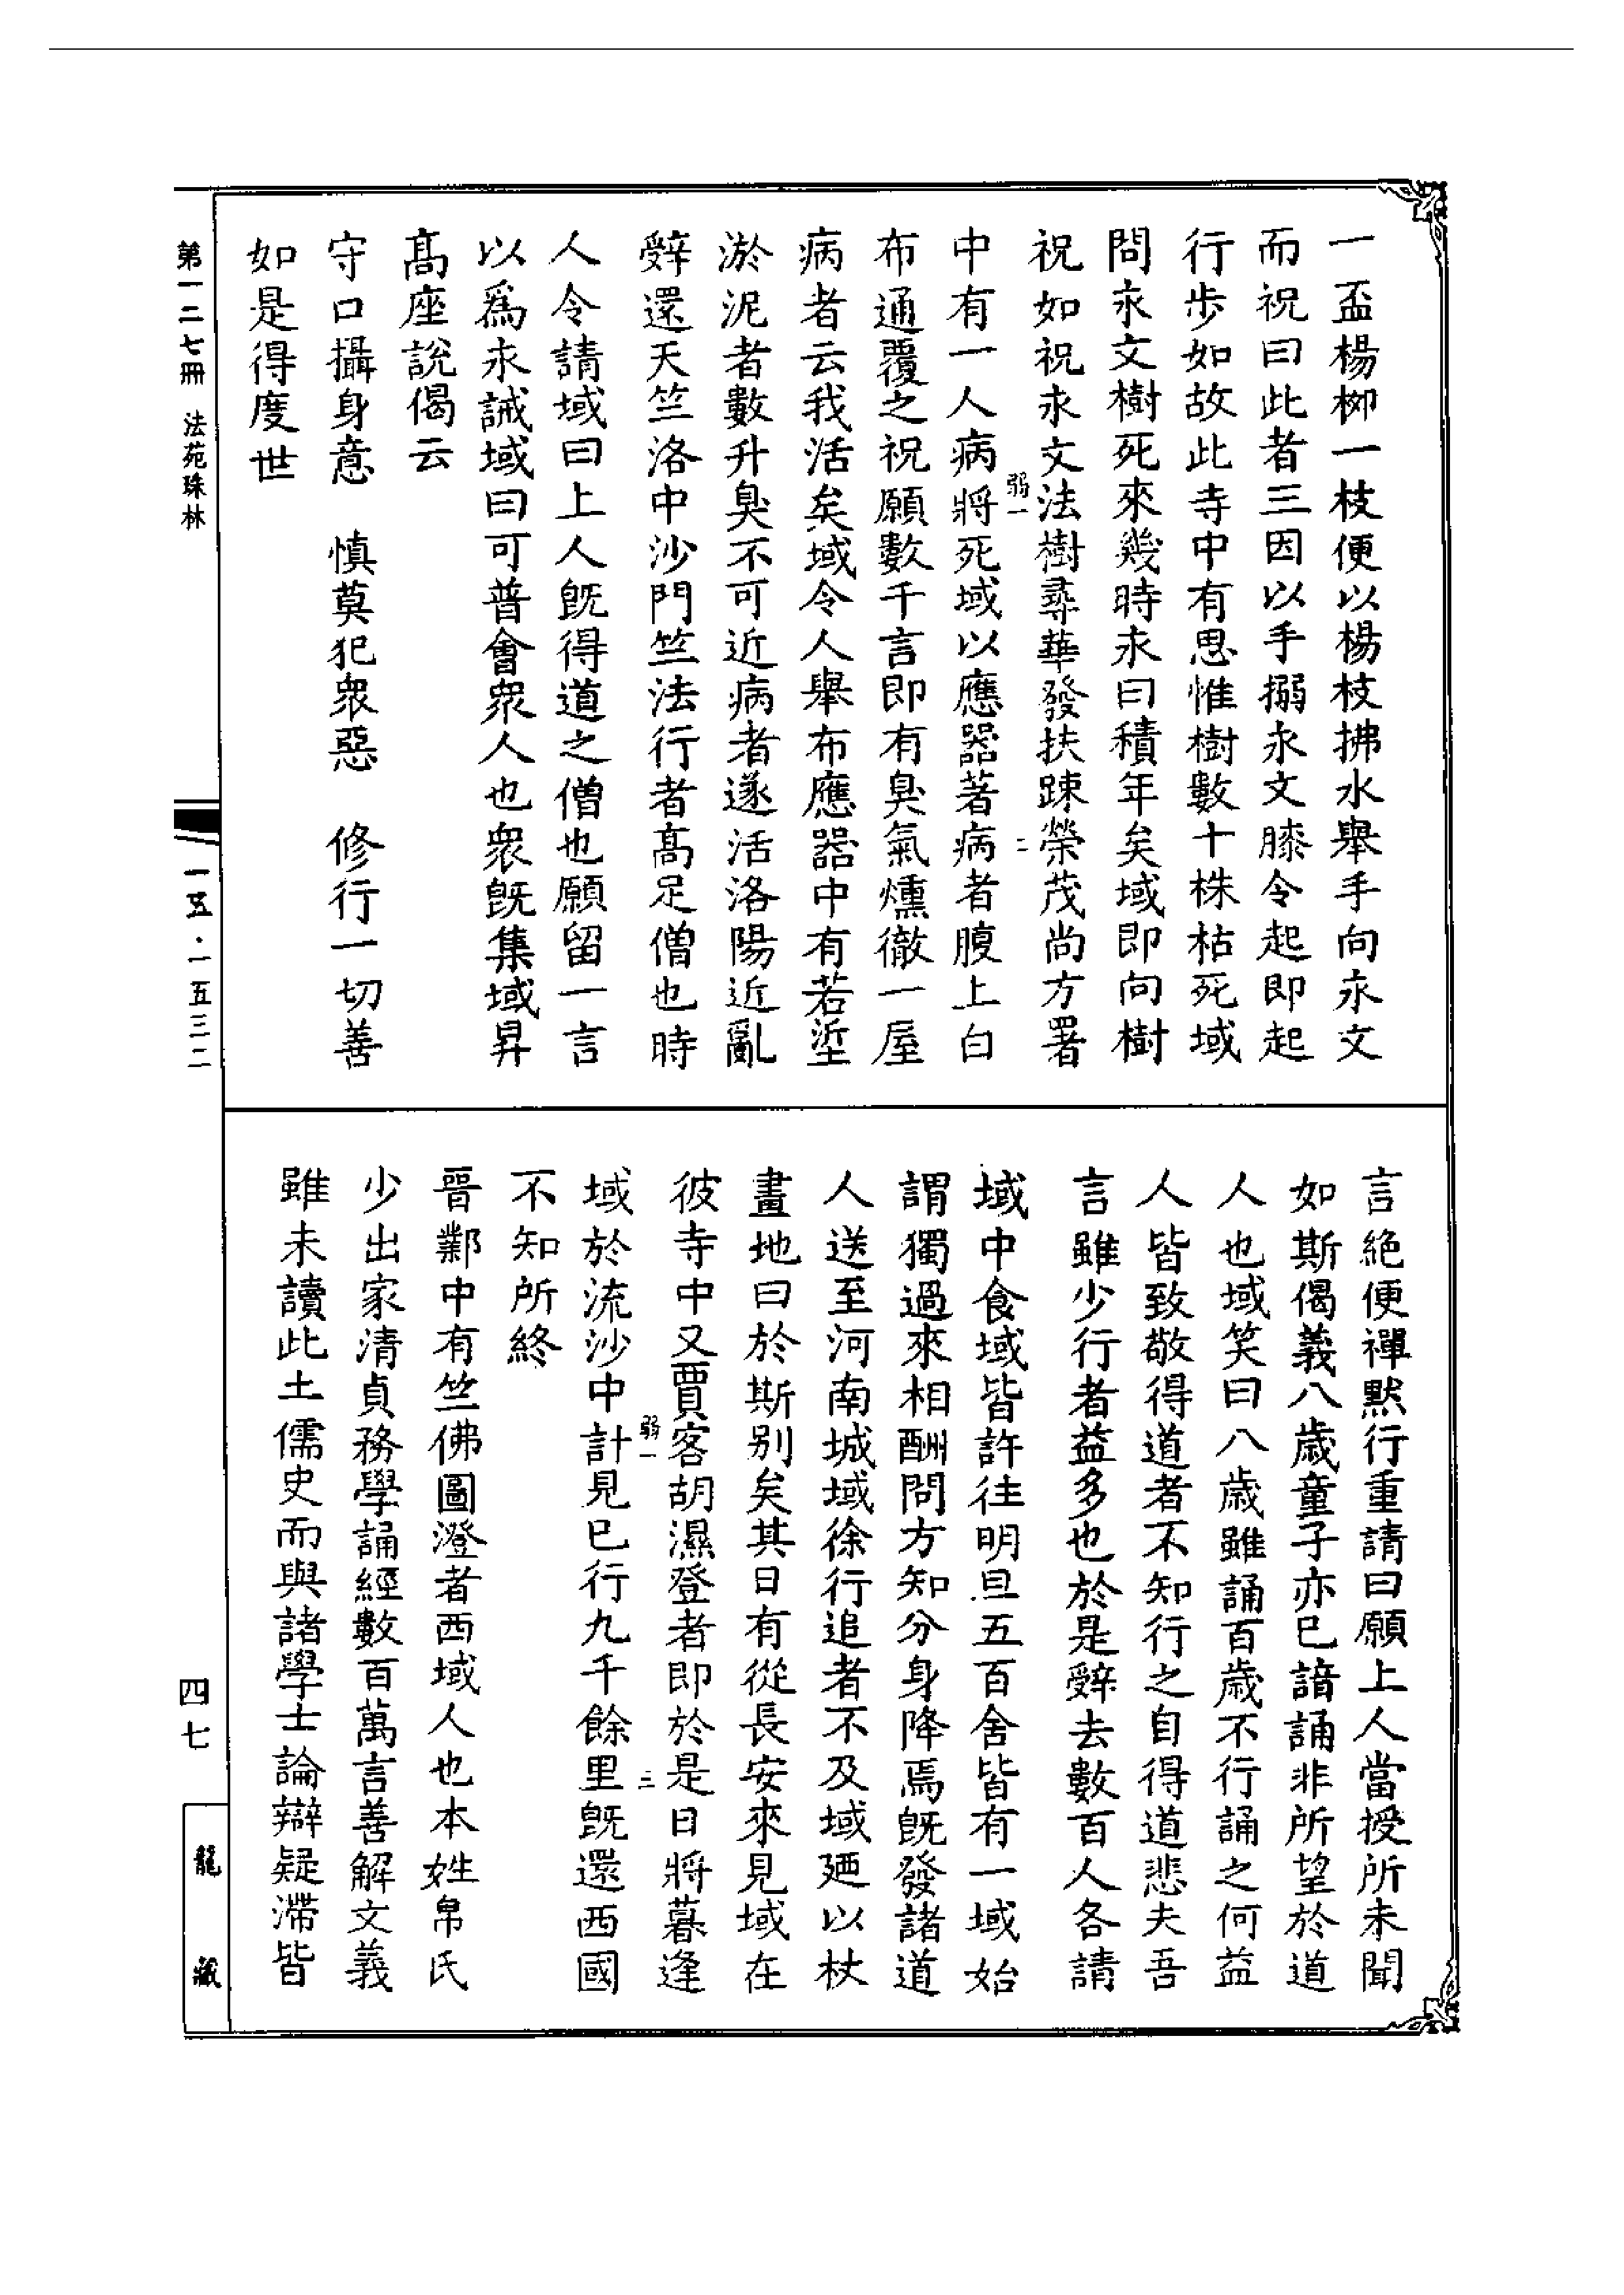 一盃楊柳一枝便以楊枝拂水舉手向永文
而祝曰此者三因以手搦永文膝令起即起
行步如故此寺中有思惟樹數十株枯死域
問永文樹死來幾時永曰積年矣域即向樹
祝如祝永文法樹尋華發扶踈榮茂尚方署
弱一
二
中有一人病將死域以應器著病者腹上白
布通覆之祝願數千言即有臭氣燻徹一屋
病者云我活矣域令人舉布應器中有若埿
淤泥者數升臭不可近病者遂活洛陽近亂
辤還天竺洛中沙門竺法行者髙足僧也時
人令請域曰上人旣得道之僧也願留一言
以爲永誡域曰可普會衆人也衆旣集域昇
髙座說偈云
守口攝身意　慎莫犯衆惡　修行一切善
如是得度世
言絶便禪默行重請曰願上人當授所未聞
如斯偈義八歲童子亦巳諳誦非所望於道
人也域笑曰八歲雖誦百歲不行誦之何益
人皆致敬得道者不知行之自得道悲夫吾
言雖少行者益多也於是辤去數百人各請
域中食域皆許往明旦五百舍皆有一域始
謂獨過來相酬問方知分身降焉旣發諸道
人送至河南城域徐行追者不及域廼以杖
畫地曰於斯别矣其日有從長安來見域在
彼寺中又賈客胡濕登者即於是日將暮逢
弱一
三
域於流沙中計見巳行九千餘里旣還西國
不知所終
晉鄴中有竺佛圖澄者西域人也本姓帛氏
少出家清貞務學誦經數百萬言善解文義
雖未讀此土儒史而與諸學士論辯疑滯皆
第一二七冊　法苑珠林
一五・一五三二
四七
龍藏